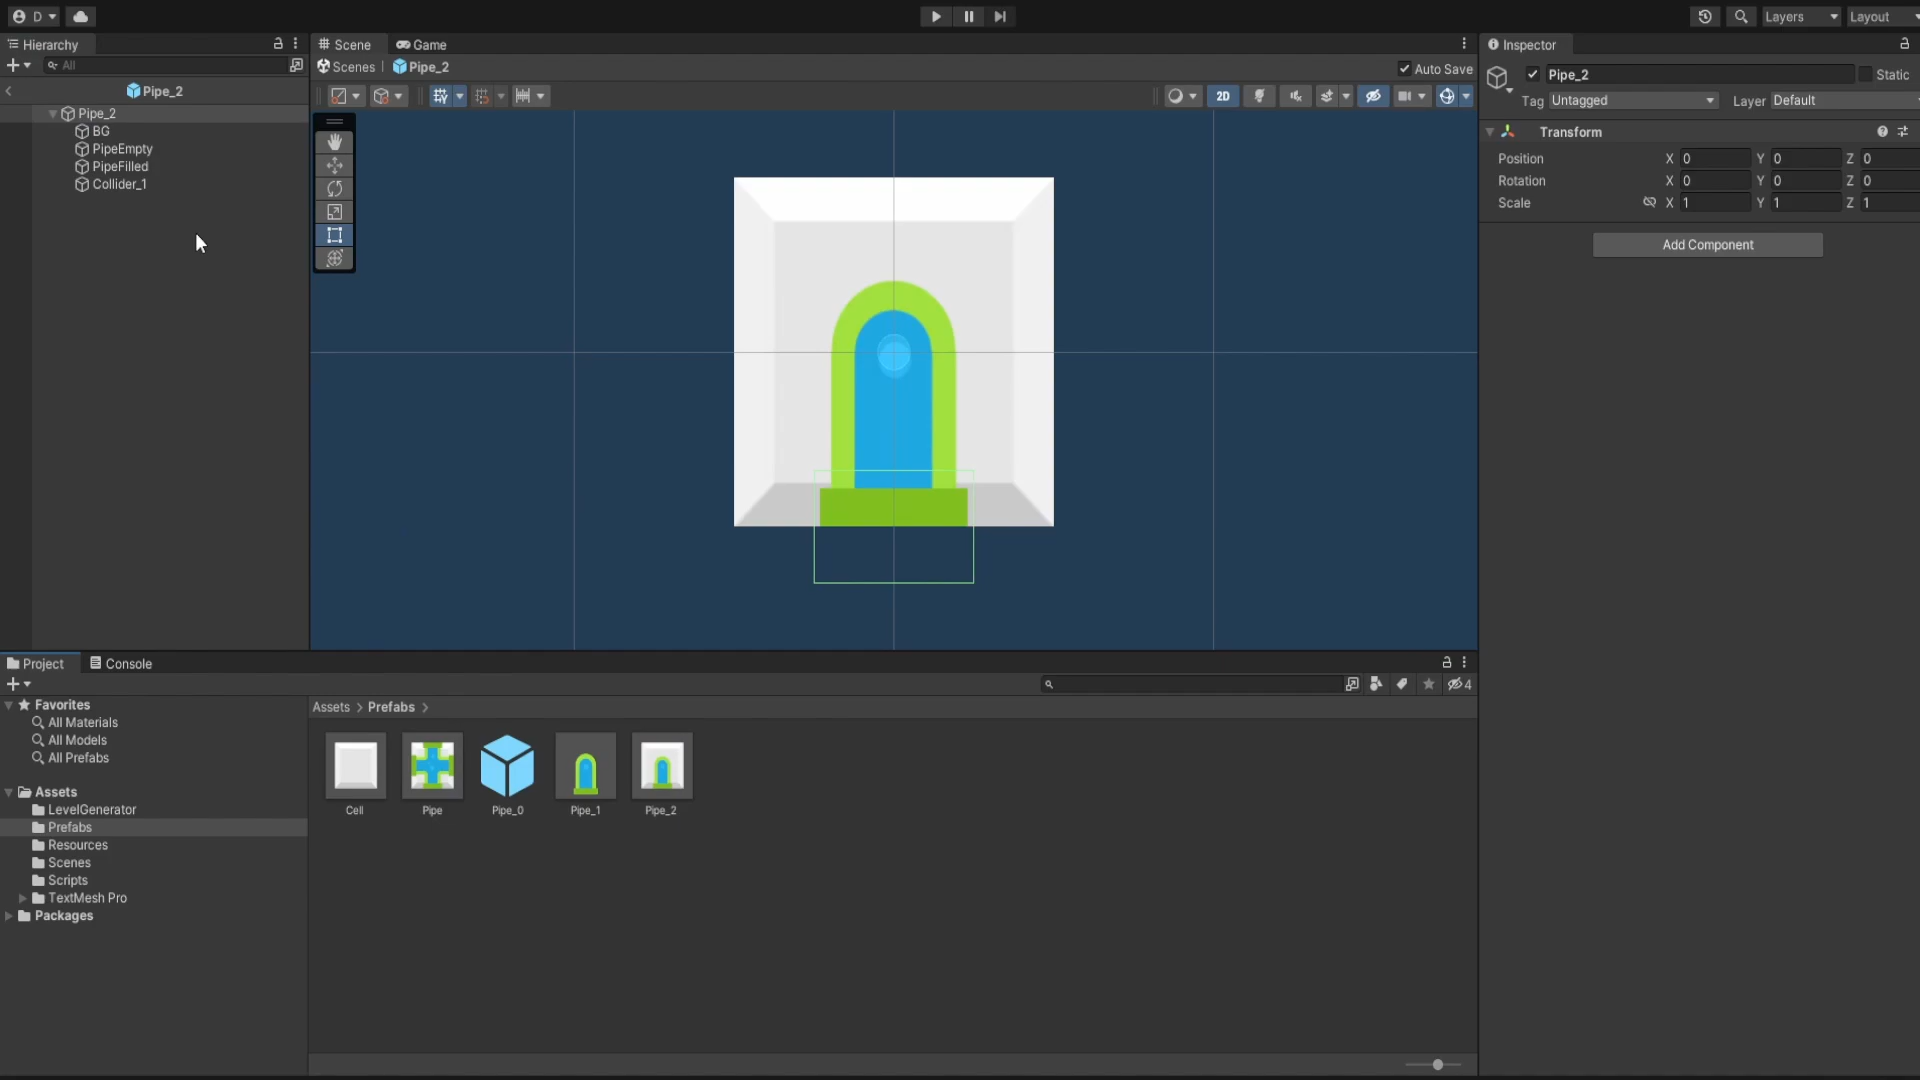 D
Layers
Layout
Hierarchy
All
Pipe_2
Pipe_2
BG
PipeEmpty
PipeFilled
Collider_1
Scene
Game
Scenes
Pipe_2
Auto Save
2D
Inspector
Pipe_2
Static
Tag Untagged
Layer Default
Transform
Position X 0 Y 0 Z 0
Rotation X 0 Y 0 Z 0
Scale X 1 Y 1 Z 1
Add Component
Project
Console
4
Favorites
All Materials
All Models
All Prefabs
Assets
LevelGenerator
Prefabs
Resources
Scenes
Scripts
TextMesh Pro
Packages
Assets > Prefabs >
Cell
Pipe
Pipe_0
Pipe_1
Pipe_2